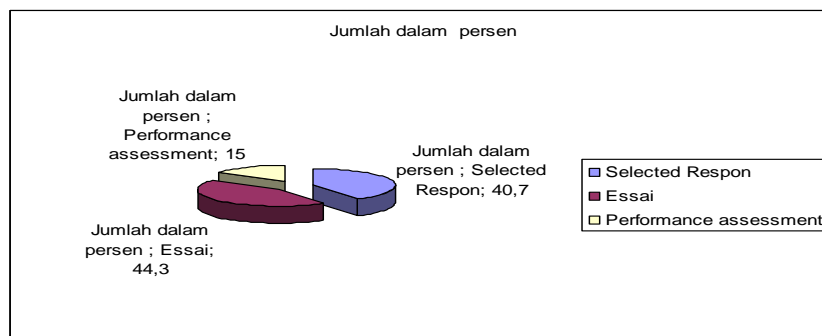 Jumlah dalam  persen
Jumlah dalam
persen ;
Performance
assessment; 15
Jumlah dalam
persen ; Selected
Respon; 40,7
Jumlah dalam
persen ; Essai;
44,3
Selected Respon
Essai
Performance assessment